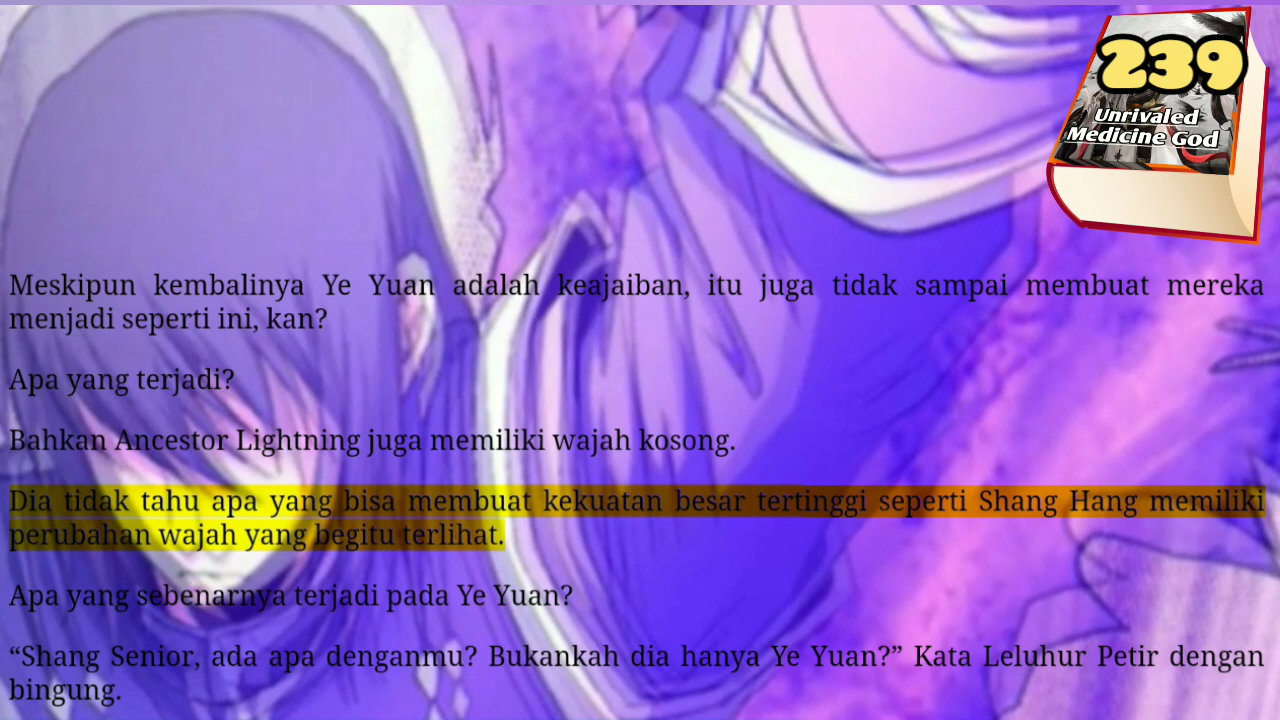 239
Unrivaled
Medicine God
Meskipun kembalinya Ye Yuan adalah keajaiban, itu juga tidak sampai membuat mereka
menjadi seperti ini, kan?
Apa yang terjadi?
Bahkan Ancestor Lightning juga memiliki wajah kosong.
Dia tidak tahu apa yang bisa membuat kekuatan besar tertinggi seperti Shang Hang memiliki
perubahan wajah yang begitu terlihat.
Apa yang sebenarnya terjadi pada Ye Yuan?
“Shang Senior, ada apa denganmu? Bukankah dia hanya Ye Yuan?” Kata Leluhur Petir dengan
bingung.